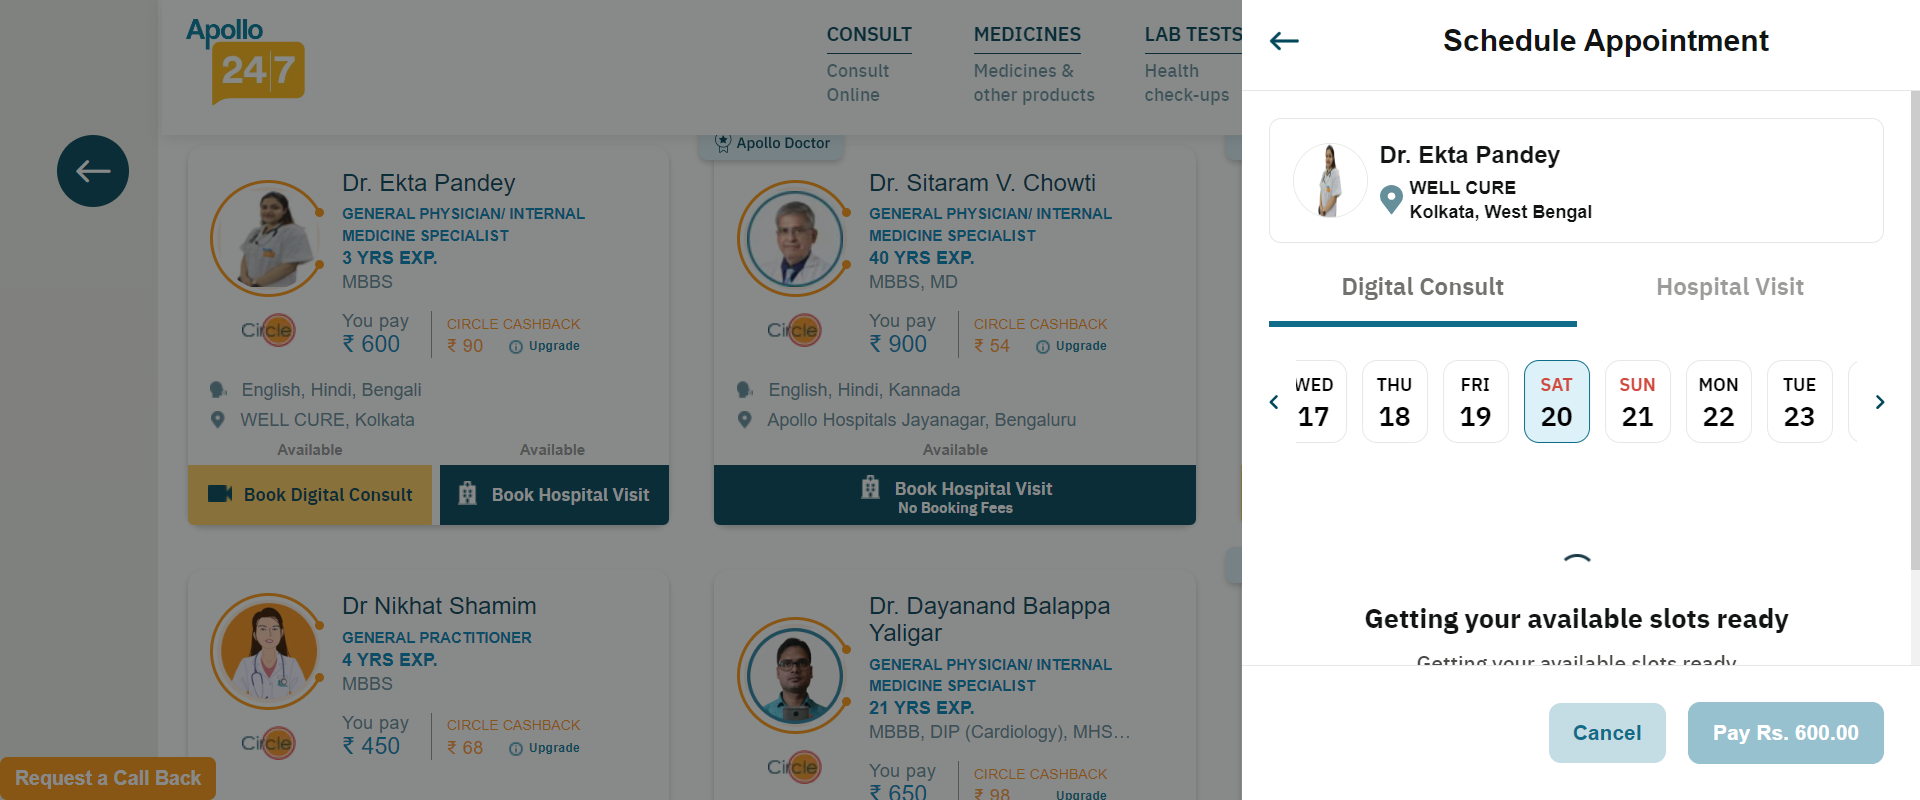 Apollo
24|7
CONSULT
Consult
Online
MEDICINES
Medicines &
other products
LAB TESTS
Health
check-ups
Dr. Ekta Pandey
GENERAL PHYSICIAN/ INTERNAL
MEDICINE SPECIALIST
3 YRS EXP.
MBBS
Circle
You pay
₹ 600
CIRCLE CASHBACK
₹ 90
Upgrade
English, Hindi, Bengali
WELL CURE, Kolkata
Available
Available
Book Digital Consult
Book Hospital Visit
Apollo Doctor
Dr. Sitaram V. Chowti
GENERAL PHYSICIAN/ INTERNAL
MEDICINE SPECIALIST
40 YRS EXP.
MBBS, MD
Circle
You pay
₹ 900
CIRCLE CASHBACK
₹ 54
Upgrade
English, Hindi, Kannada
Apollo Hospitals Jayanagar, Bengaluru
Available
Book Hospital Visit
No Booking Fees
Dr Nikhat Shamim
GENERAL PRACTITIONER
4 YRS EXP.
MBBS
Circle
You pay
₹ 450
CIRCLE CASHBACK
₹ 68
Upgrade
Dr. Dayanand Balappa
Yaligar
GENERAL PHYSICIAN/ INTERNAL
MEDICINE SPECIALIST
21 YRS EXP.
MBBB, DIP (Cardiology), MHS...
Circle
You pay
₹ 650
CIRCLE CASHBACK
₹ 98
Upgrade
Request a Call Back
Schedule Appointment
Dr. Ekta Pandey
WELL CURE
Kolkata, West Bengal
Digital Consult
Hospital Visit
WED THU FRI SAT SUN MON TUE
17 18 19 20 21 22 23
Getting your available slots ready
Getting your available slots ready
Cancel
Pay Rs. 600.00